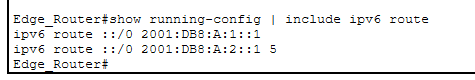 Edge_Router#show running-config | include ipv6 route
ipv6 route ::/0 2001:DB8:A:1::1
ipv6 route ::/0 2001:DB8:A:2::1 5
Edge_Router#